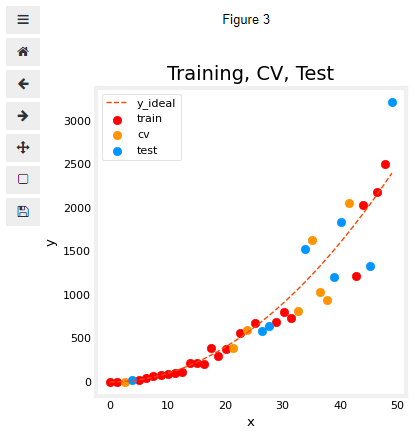 Figure 3
Training, CV, Test
y_ideal
train
cv
test
3000
2500
2000
1500
1000
500
0
y
0 10 20 30 40 50
x